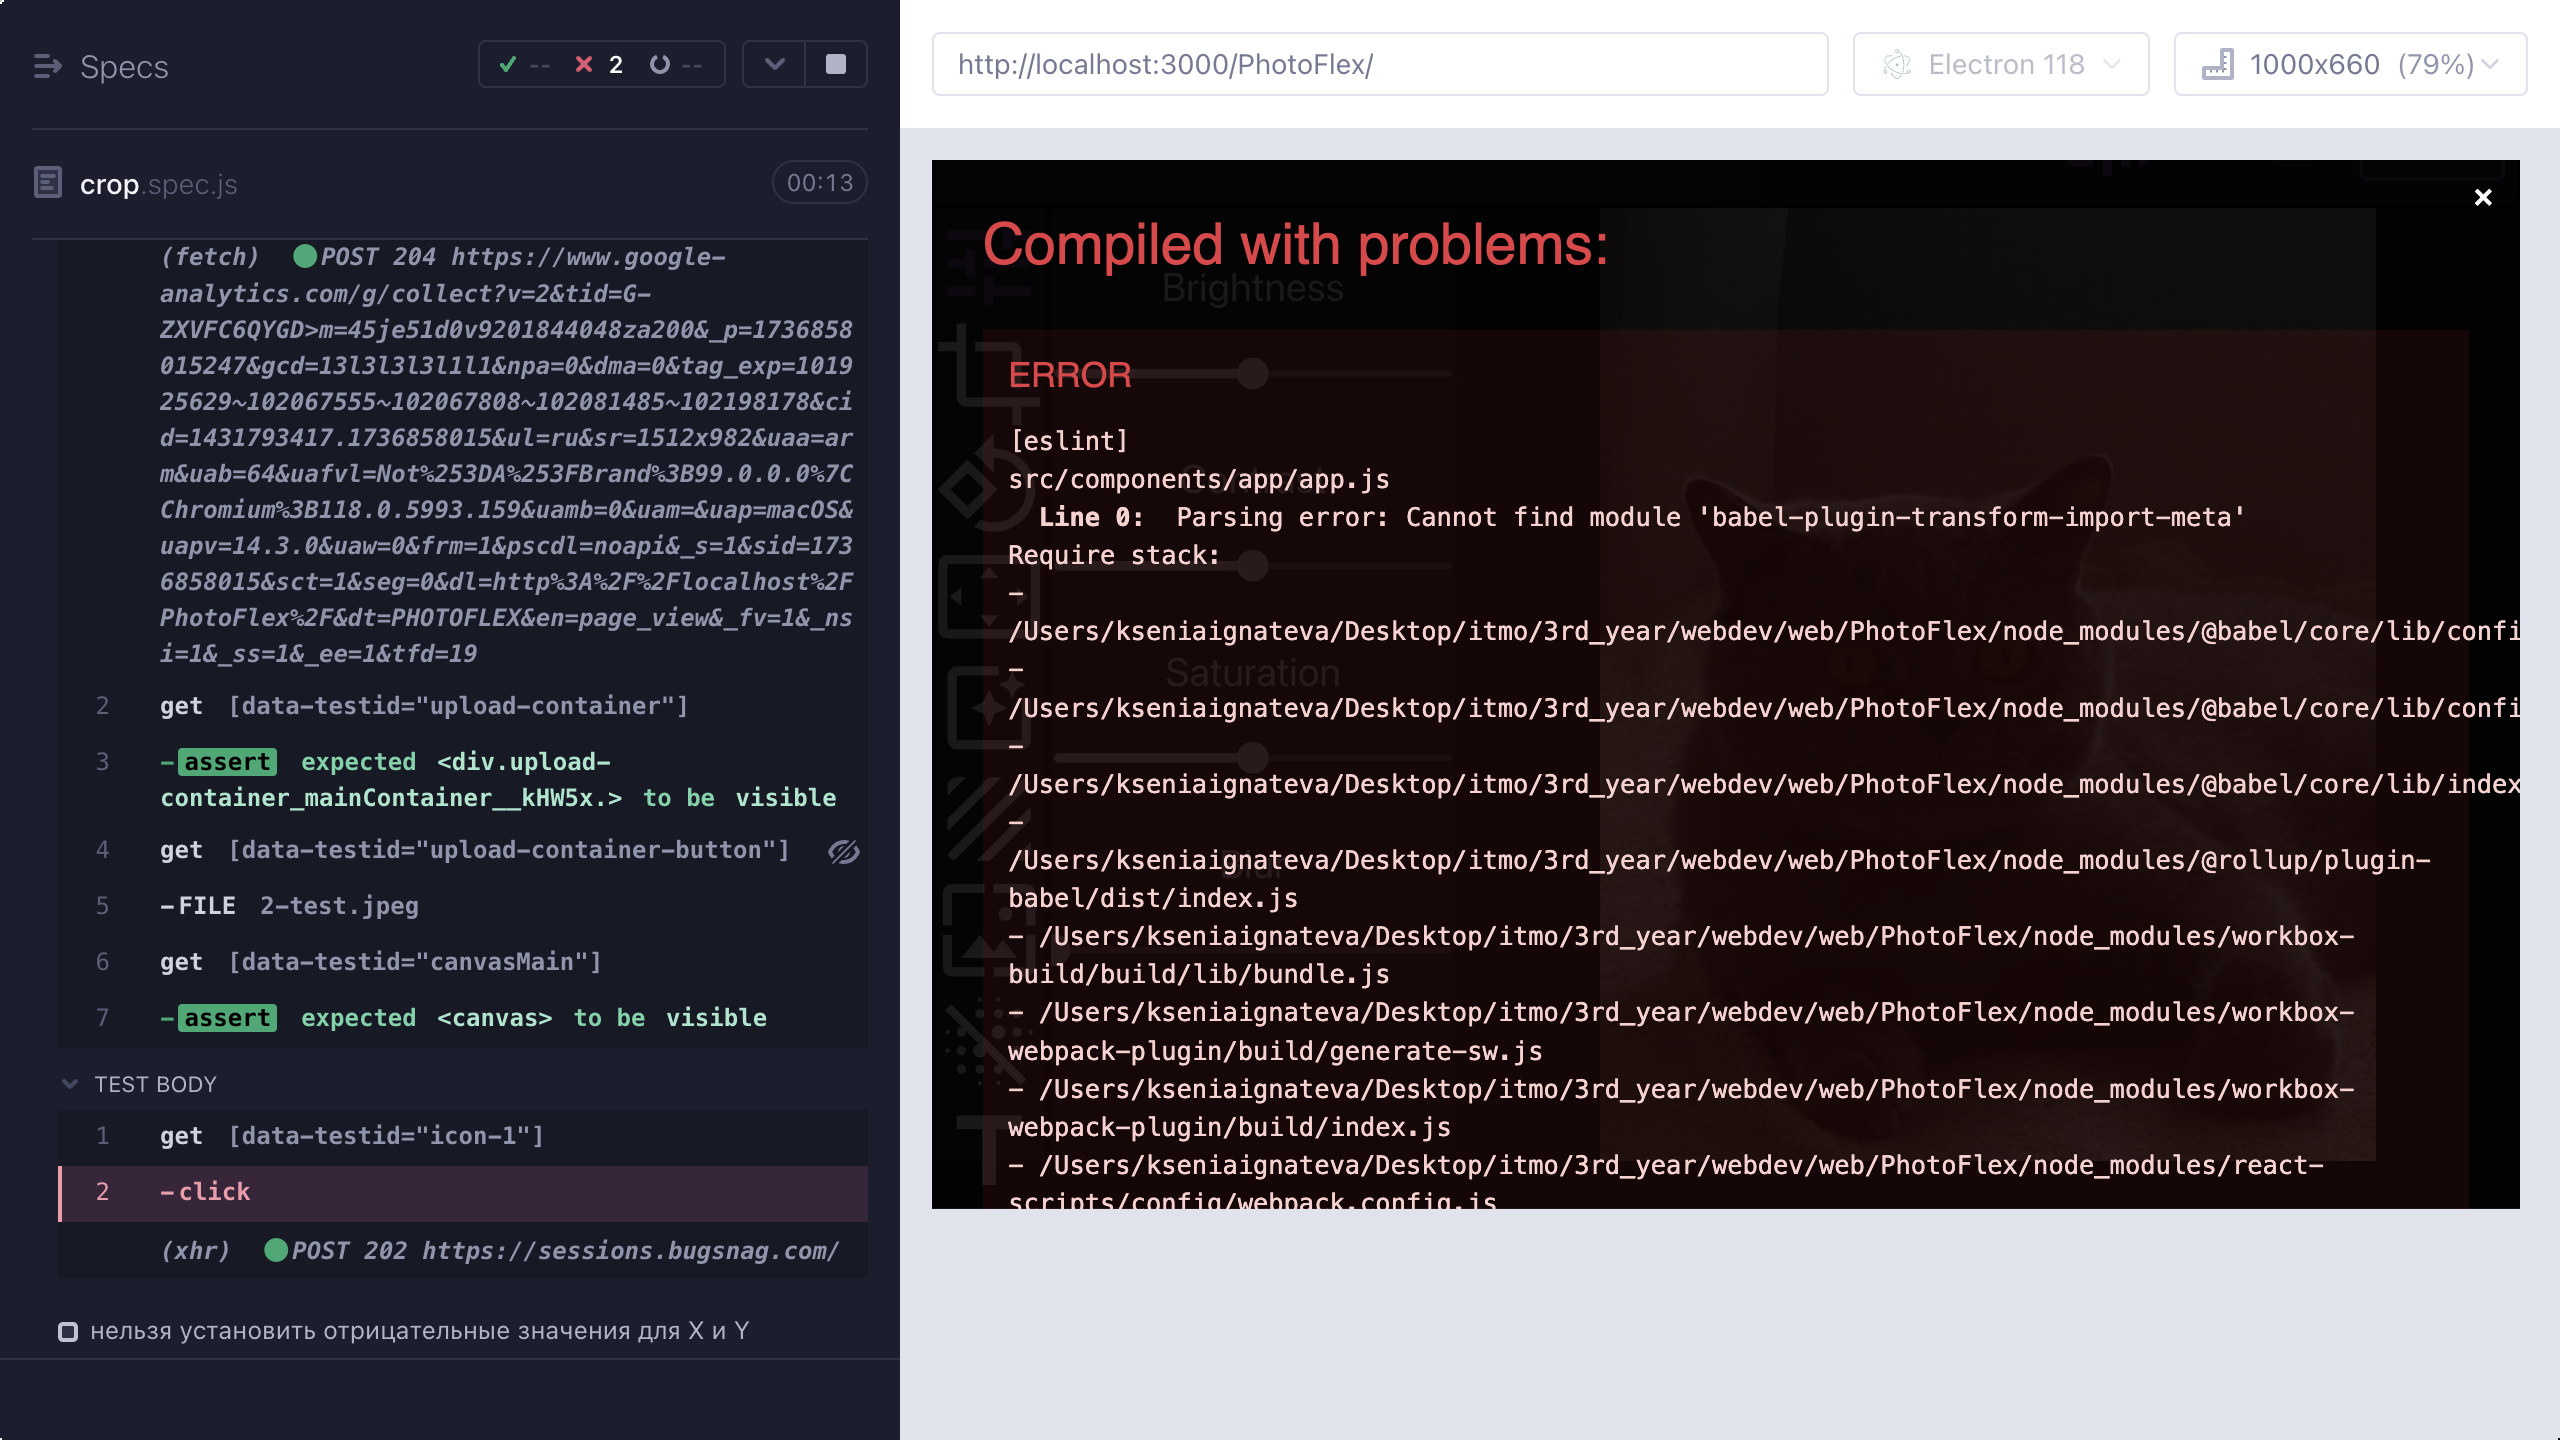 Specs
-- 2 --
crop.spec.js
00:13
(fetch) POST 204 https://www.google-
analytics.com/g/collect?v=2&tid=G-
ZXVFC6QYGD>m=45je51d0v9201844048za200&_p=1736858
015247&gcd=13l3l3l3l1l1&npa=0&dma=0&tag_exp=1019
25629~102067555~102067808~102081485~102198178&ci
d=1431793417.1736858015&ul=ru&sr=1512x982&uaa=ar
m&uab=64&uafvl=Not%253DA%253FBrand%3B99.0.0.0%7C
Chromium%3B118.0.5993.159&uamb=0&uam=&uap=macOS&
uapv=14.3.0&uaw=0&frm=1&pscdl=noapi&_s=1&sid=173
6858015&sct=1&seg=0&dl=http%3A%2F%2Flocalhost%2F
PhotoFlex%2F&dt=PHOTOFLEX&en=page_view&_fv=1&_ns
i=1&_ss=1&_ee=1&tfd=19
2 get [data-testid="upload-container"]
3 -assert expected <div.upload-
container_mainContainer__kHW5x.> to be visible
4 get [data-testid="upload-container-button"]
5 -FILE 2-test.jpeg
6 get [data-testid="canvasMain"]
7 -assert expected <canvas> to be visible
TEST BODY
1 get [data-testid="icon-1"]
2 -click
(xhr) POST 202 https://sessions.bugsnag.com/
нельзя установить отрицательные значения для X и Y
http://localhost:3000/PhotoFlex/
Electron 118
1000x660 (79%)
Compiled with problems:
Brightness
ERROR
[eslint]
src/components/app/app.js
Line 0: Parsing error: Cannot find module 'babel-plugin-transform-import-meta'
Require stack:
-
/Users/kseniaignateva/Desktop/itmo/3rd_year/webdev/web/PhotoFlex/node_modules/@babel/core/lib/confi
-
Saturation
/Users/kseniaignateva/Desktop/itmo/3rd_year/webdev/web/PhotoFlex/node_modules/@babel/core/lib/confi
-
/Users/kseniaignateva/Desktop/itmo/3rd_year/webdev/web/PhotoFlex/node_modules/@babel/core/lib/index
-
/Users/kseniaignateva/Desktop/itmo/3rd_year/webdev/web/PhotoFlex/node_modules/@rollup/plugin-
Blur
babel/dist/index.js
- /Users/kseniaignateva/Desktop/itmo/3rd_year/webdev/web/PhotoFlex/node_modules/workbox-
build/build/lib/bundle.js
- /Users/kseniaignateva/Desktop/itmo/3rd_year/webdev/web/PhotoFlex/node_modules/workbox-
webpack-plugin/build/generate-sw.js
- /Users/kseniaignateva/Desktop/itmo/3rd_year/webdev/web/PhotoFlex/node_modules/workbox-
webpack-plugin/build/index.js
- /Users/kseniaignateva/Desktop/itmo/3rd_year/webdev/web/PhotoFlex/node_modules/react-
scripts/config/webpack.config.js